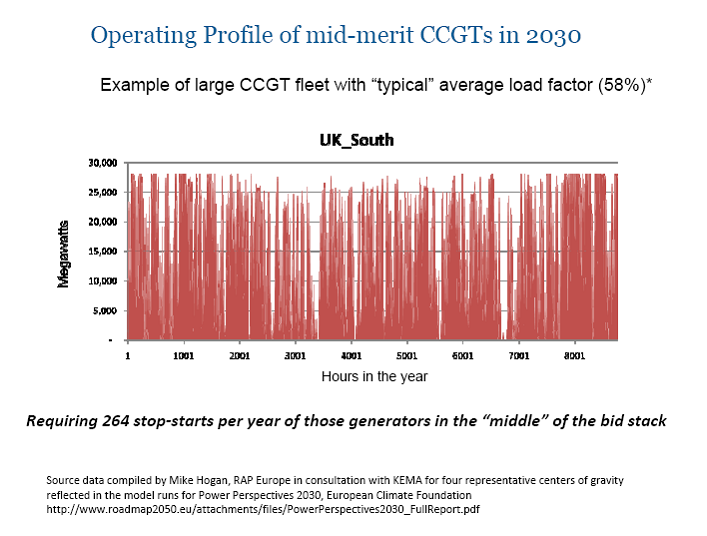 Operating Profile of mid-merit CCGTs in 2030
Example of large CCGT fleet with “typical” average load factor (58%)*
UK_South
30,000
25,000
20,000
15,000
10,000
5,000
-
Megawatts
1 1001 2001 3001 4001 5001 6001 7001 8001
Hours in the year
Requiring 264 stop-starts per year of those generators in the “middle” of the bid stack
Source data compiled by Mike Hogan, RAP Europe in consultation with KEMA for four representative centers of gravity
reflected in the model runs for Power Perspectives 2030, European Climate Foundation
http://www.roadmap2050.eu/attachments/files/PowerPerspectives2030_FullReport.pdf